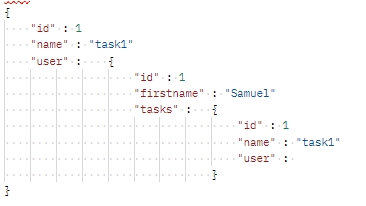 {
"id" : 1
"name" : "task1"
"user" : {
"id" : 1
"firstname" : "Samuel"
"tasks" : {
"id" : 1
"name" : "task1"
"user" :
}
}